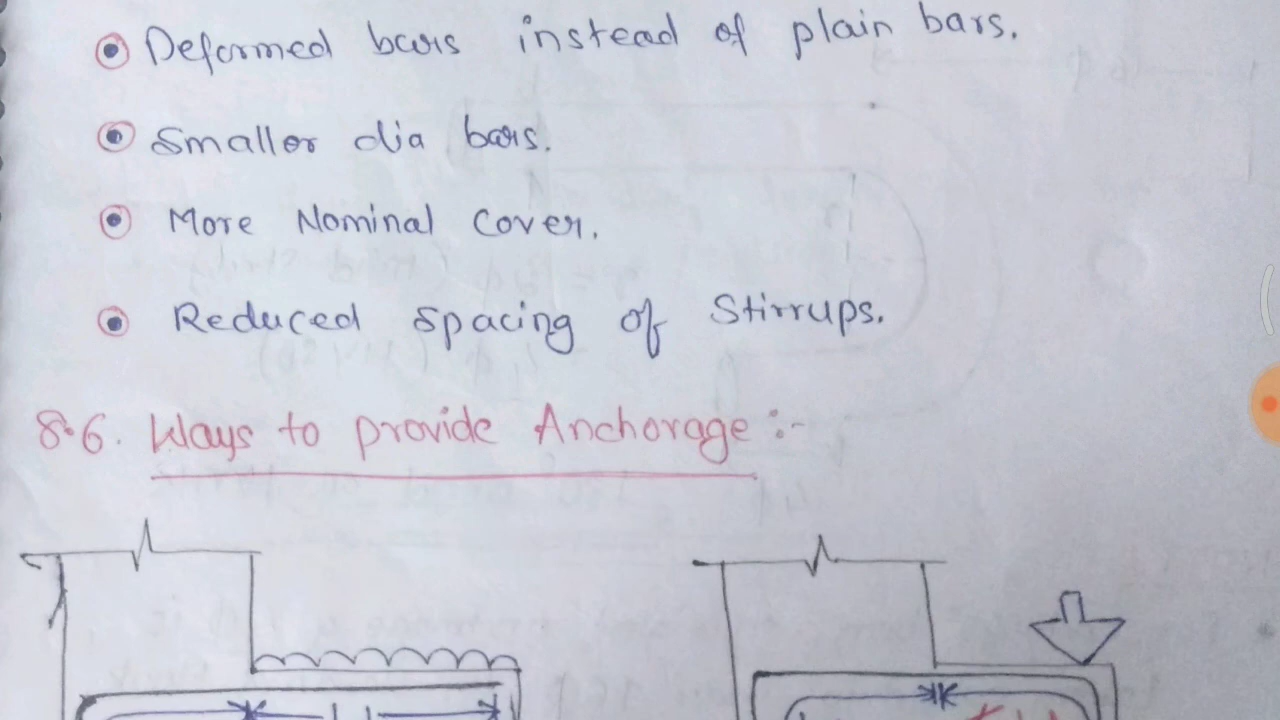 Deformed bars instead of plain bars.
Smaller dia bars.
More Nominal Cover.
Reduced spacing of Stirrups.
8.6. Ways to provide Anchorage :-